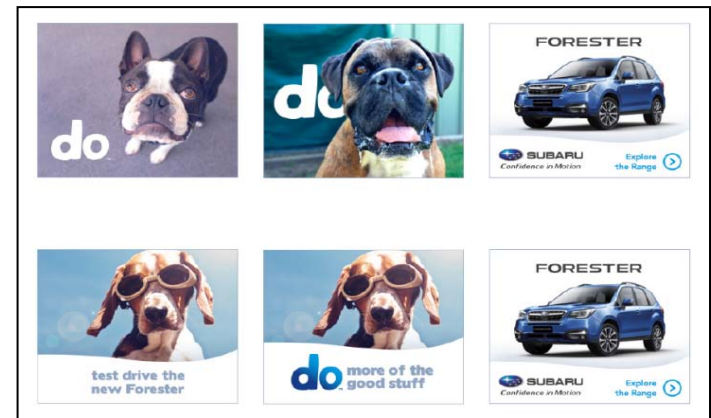 do
do
FORESTER
SUBARU
Confidence in Motion
Explore
the Range
test drive the
new Forester
do more of the
good stuff
FORESTER
SUBARU
Confidence in Motion
Explore
the Range